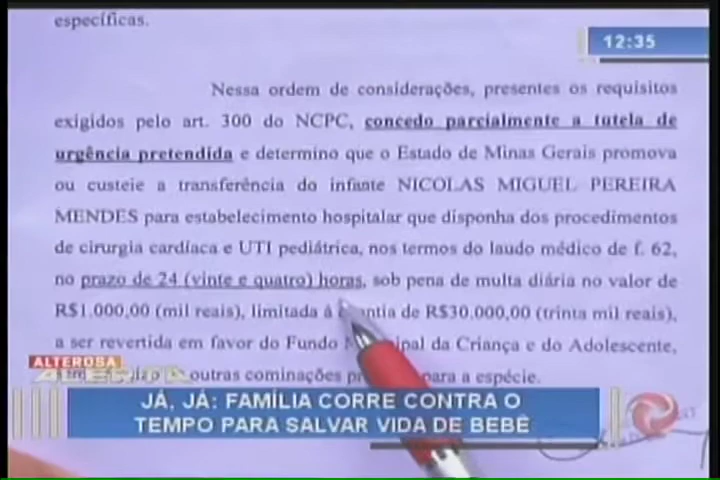 específicas.
12:35
Nessa ordem de considerações, presentes os requisitos
exigidos pelo art. 300 do NCPC, concedo parcialmente a tutela de
urgência pretendida e determino que o Estado de Minas Gerais promova
ou custeie a transferência do infante NICOLAS MIGUEL PEREIRA
MENDES para estabelecimento hospitalar que disponha dos procedimentos
de cirurgia cardíaca e UTI pediátrica, nos termos do laudo médico de f. 62,
no prazo de 24 (vinte e quatro) horas, sob pena de multa diária no valor de
R$1.000,00 (mil reais), limitada à de R$30.000,00 (trinta mil reais),
a ser revertida em favor do Fundo da Criança e do Adolescente,
outras cominações para a espécie.
ALTEROSA
ALERTA
JÁ, JÁ: FAMÍLIA CORRE CONTRA O
TEMPO PARA SALVAR VIDA DE BEBÊ